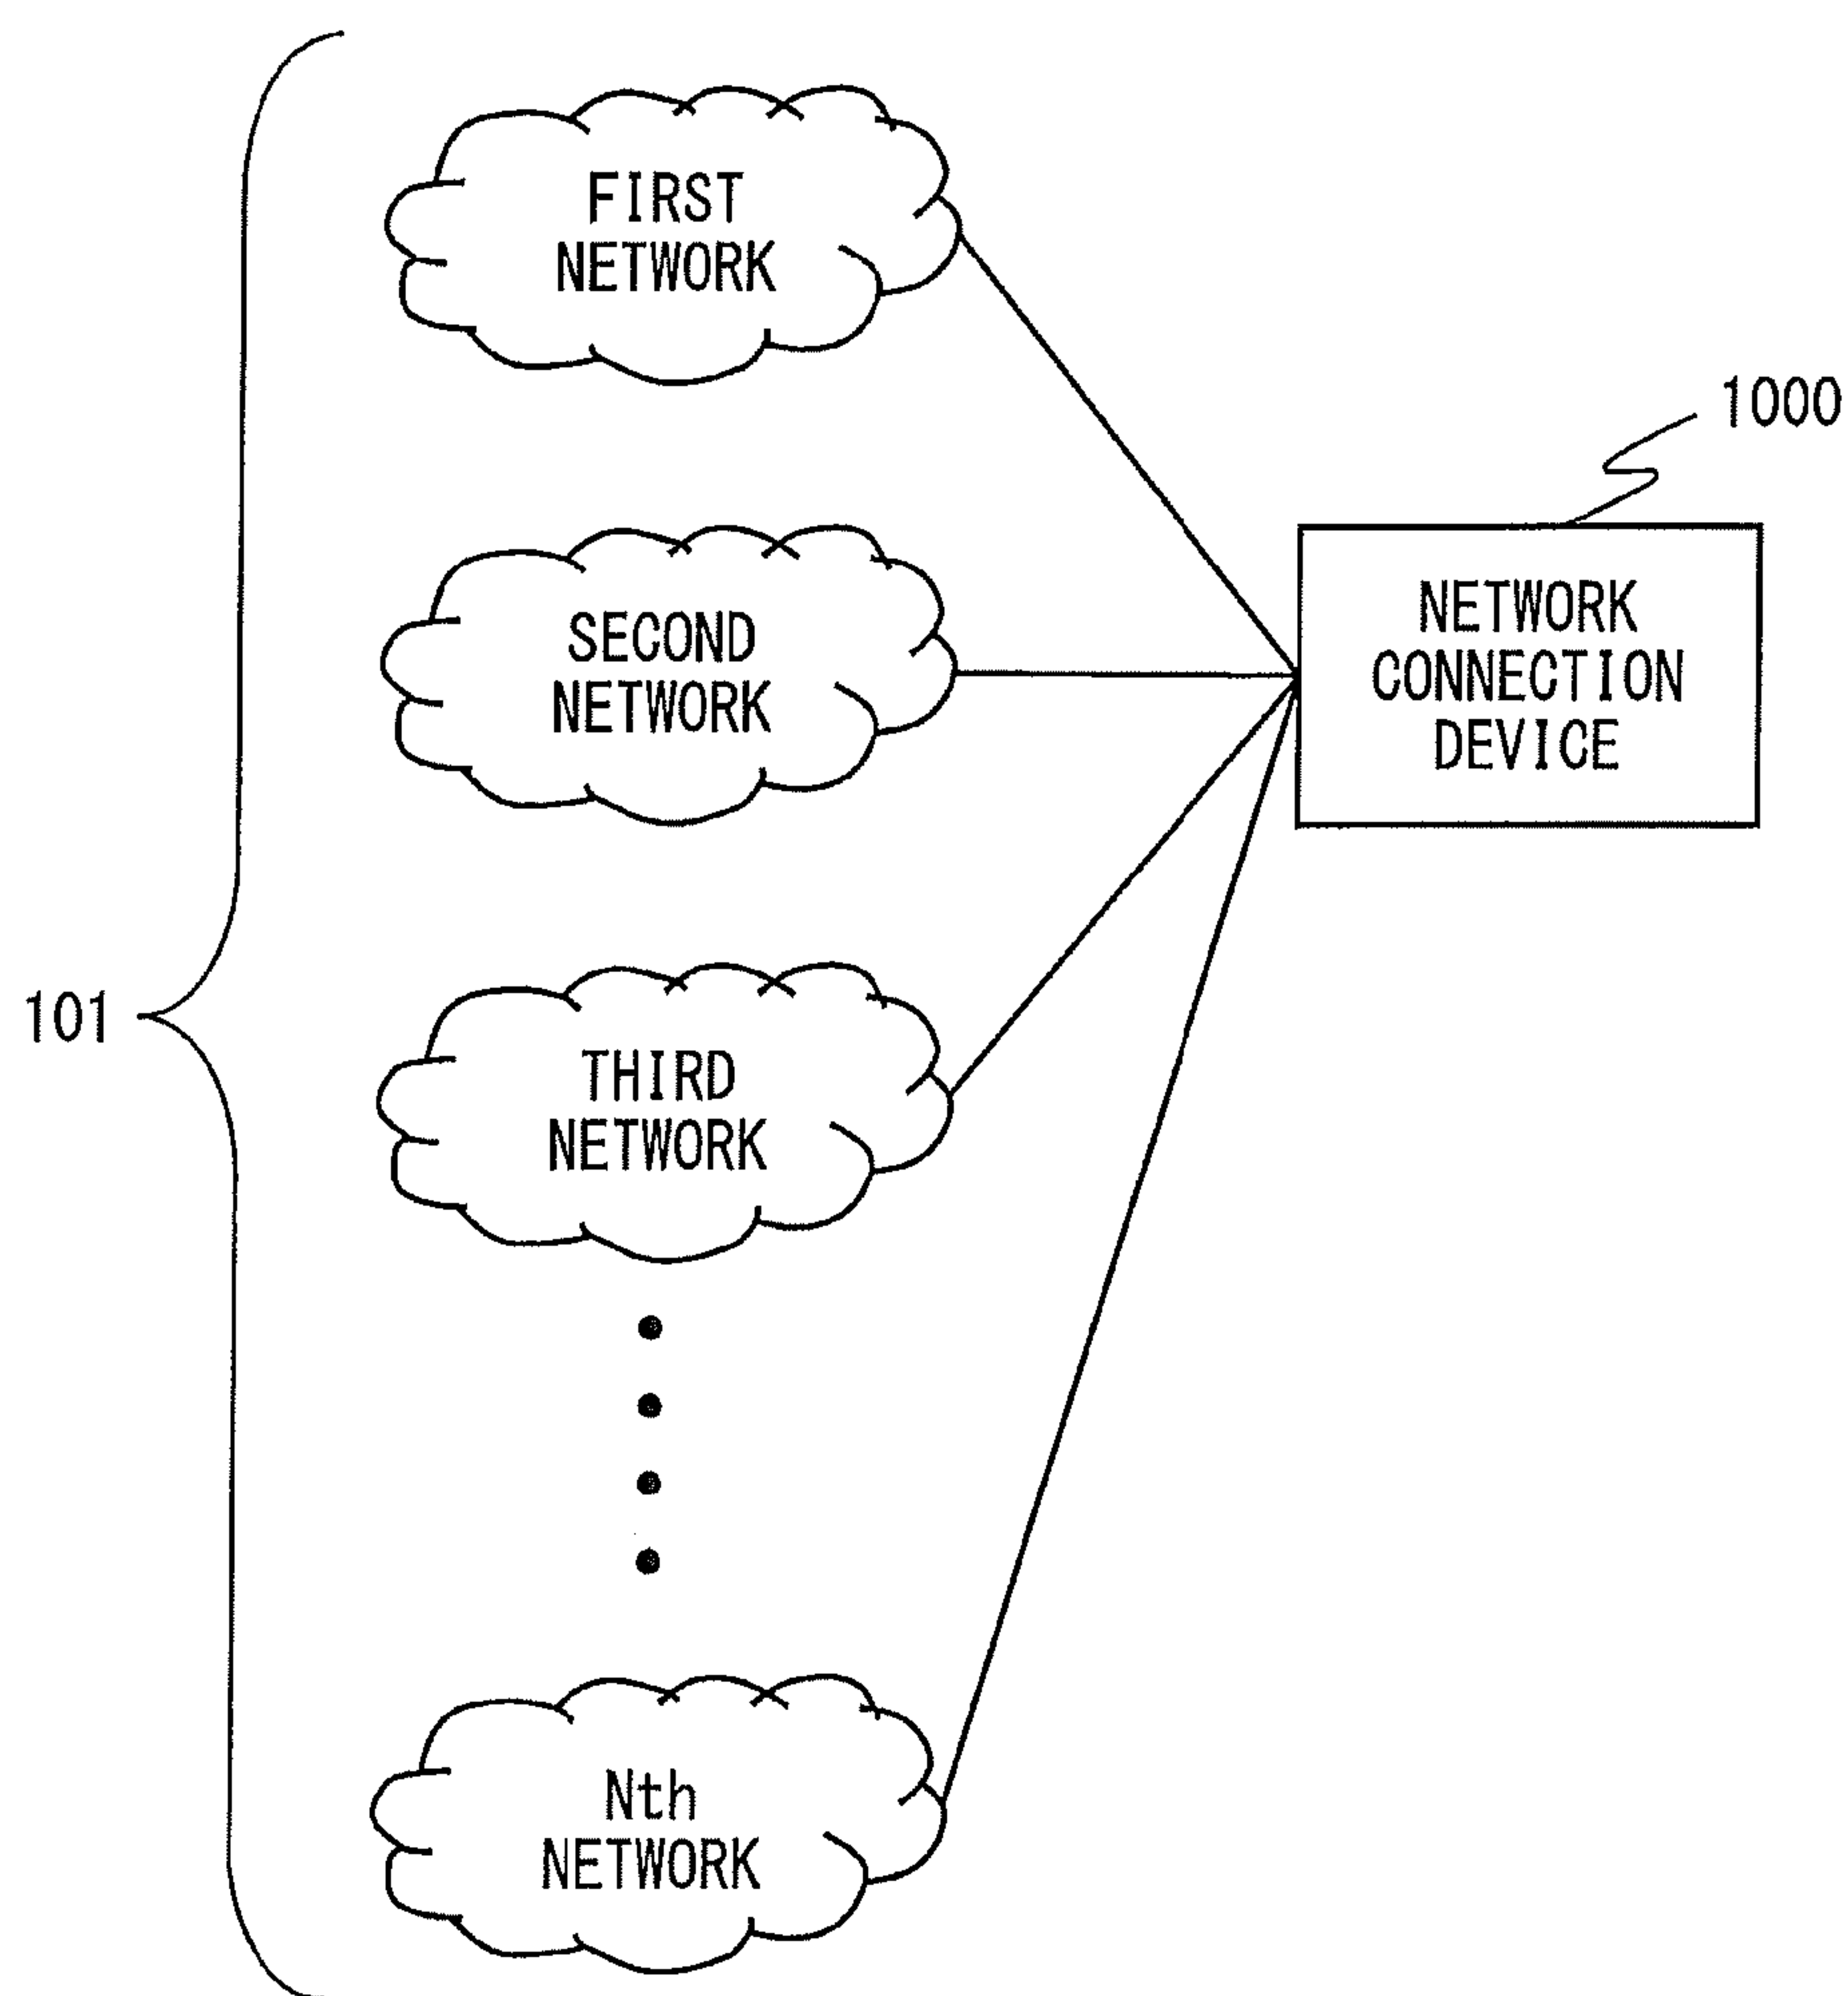 FIRST
NETWORK
1000
SECOND
NETWORK
NETWORK
CONNECTION
DEVICE
101
THIRD
NETWORK
Nth
NETWORK